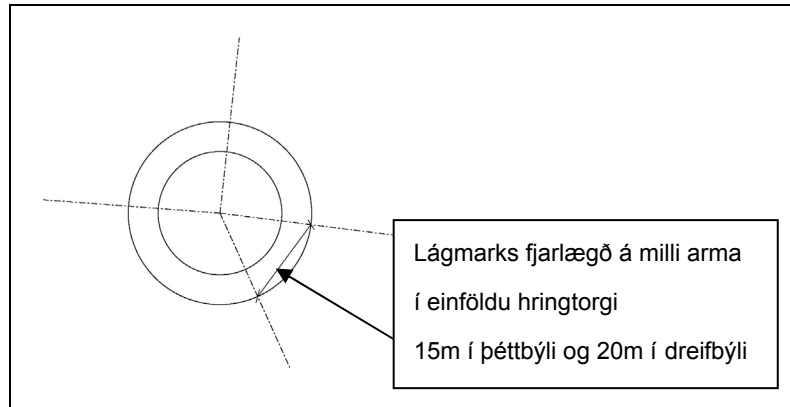 Lágmarks fjarlægð á milli arma
í einföldu hringtorgi
15m í þéttbýli og 20m í dreifbýli